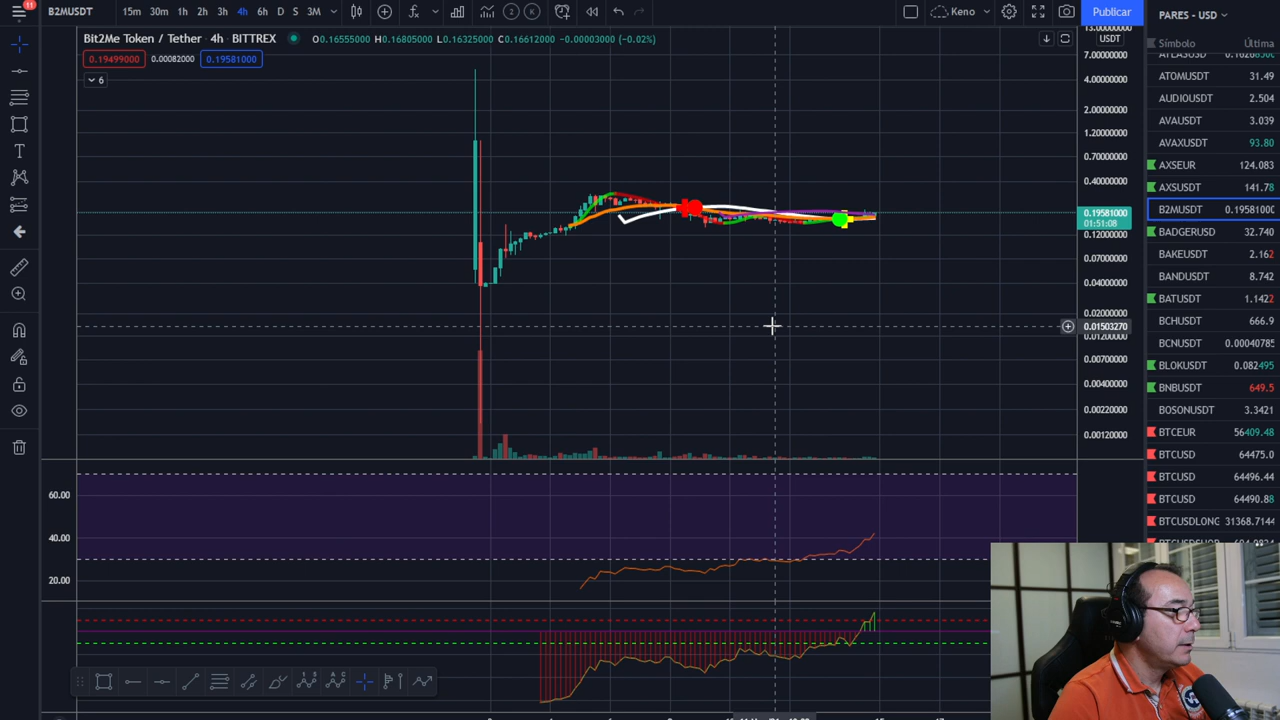 11
B2MUSDT
15m 30m 1h 2h 3h 4h 6h D S 3M
2 K
Keno
Publicar
Bit2Me Token / Tether · 4h · BITTREX O0.16555000 H0.16805000 L0.16325000 C0.16612000 −0.00003000 (−0.02%)
0.19499000 0.00082000 0.19581000
6
USDT
7.00000000
4.00000000
2.00000000
1.20000000
0.70000000
0.40000000
0.19581000
01:51:08
0.12000000
0.07000000
0.04000000
0.02000000
0.01503270
0.01200000
0.00700000
0.00400000
0.00220000
0.00120000
60.00
40.00
20.00
PARES - USD
Símbolo Última
ATOMUSDT 31.49
AUDIOUSDT 2.504
AVAUSDT 3.039
AVAXUSDT 93.80
AXSEUR 124.083
AXSUSDT 141.78
B2MUSDT 0.1958100
BADGERUSD 32.740
BAKEUSDT 2.162
BANDUSDT 8.742
BATUSDT 1.1422
BCHUSDT 666.9
BCNUSDT 0.00040785
BLOKUSDT 0.082495
BNBUSDT 649.5
BOSONUSDT 3.3421
BTCEUR 56409.48
BTCUSD 64475.0
BTCUSD 64496.44
BTCUSD 64490.88
BTCUSDLONG 31368.7144